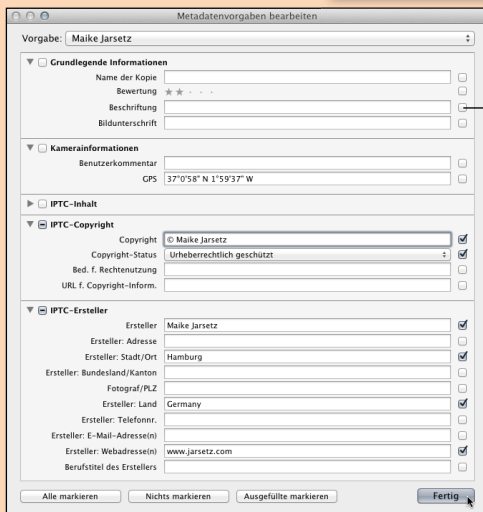 Metadatenvorgaben bearbeiten
Vorgabe: Maike Jarsetz
Grundlegende Informationen
Name der Kopie
Bewertung
Beschriftung
Bildunterschrift
Kamerainformationen
Benutzerkommentar
GPS 37°0'58" N 1°59'37" W
IPTC-Inhalt
IPTC-Copyright
Copyright © Maike Jarsetz
Copyright-Status Urheberrechtlich geschützt
Bed. f. Rechtenutzung
URL f. Copyright-Inform.
IPTC-Ersteller
Ersteller Maike Jarsetz
Ersteller: Adresse
Ersteller: Stadt/Ort Hamburg
Ersteller: Bundesland/Kanton
Fotograf/PLZ
Ersteller: Land Germany
Ersteller: Telefonnr.
Ersteller: E-Mail-Adresse(n)
Ersteller: Webadresse(n) www.jarsetz.com
Berufstitel des Erstellers
Alle markieren Nichts markieren Ausgefüllte markieren Fertig